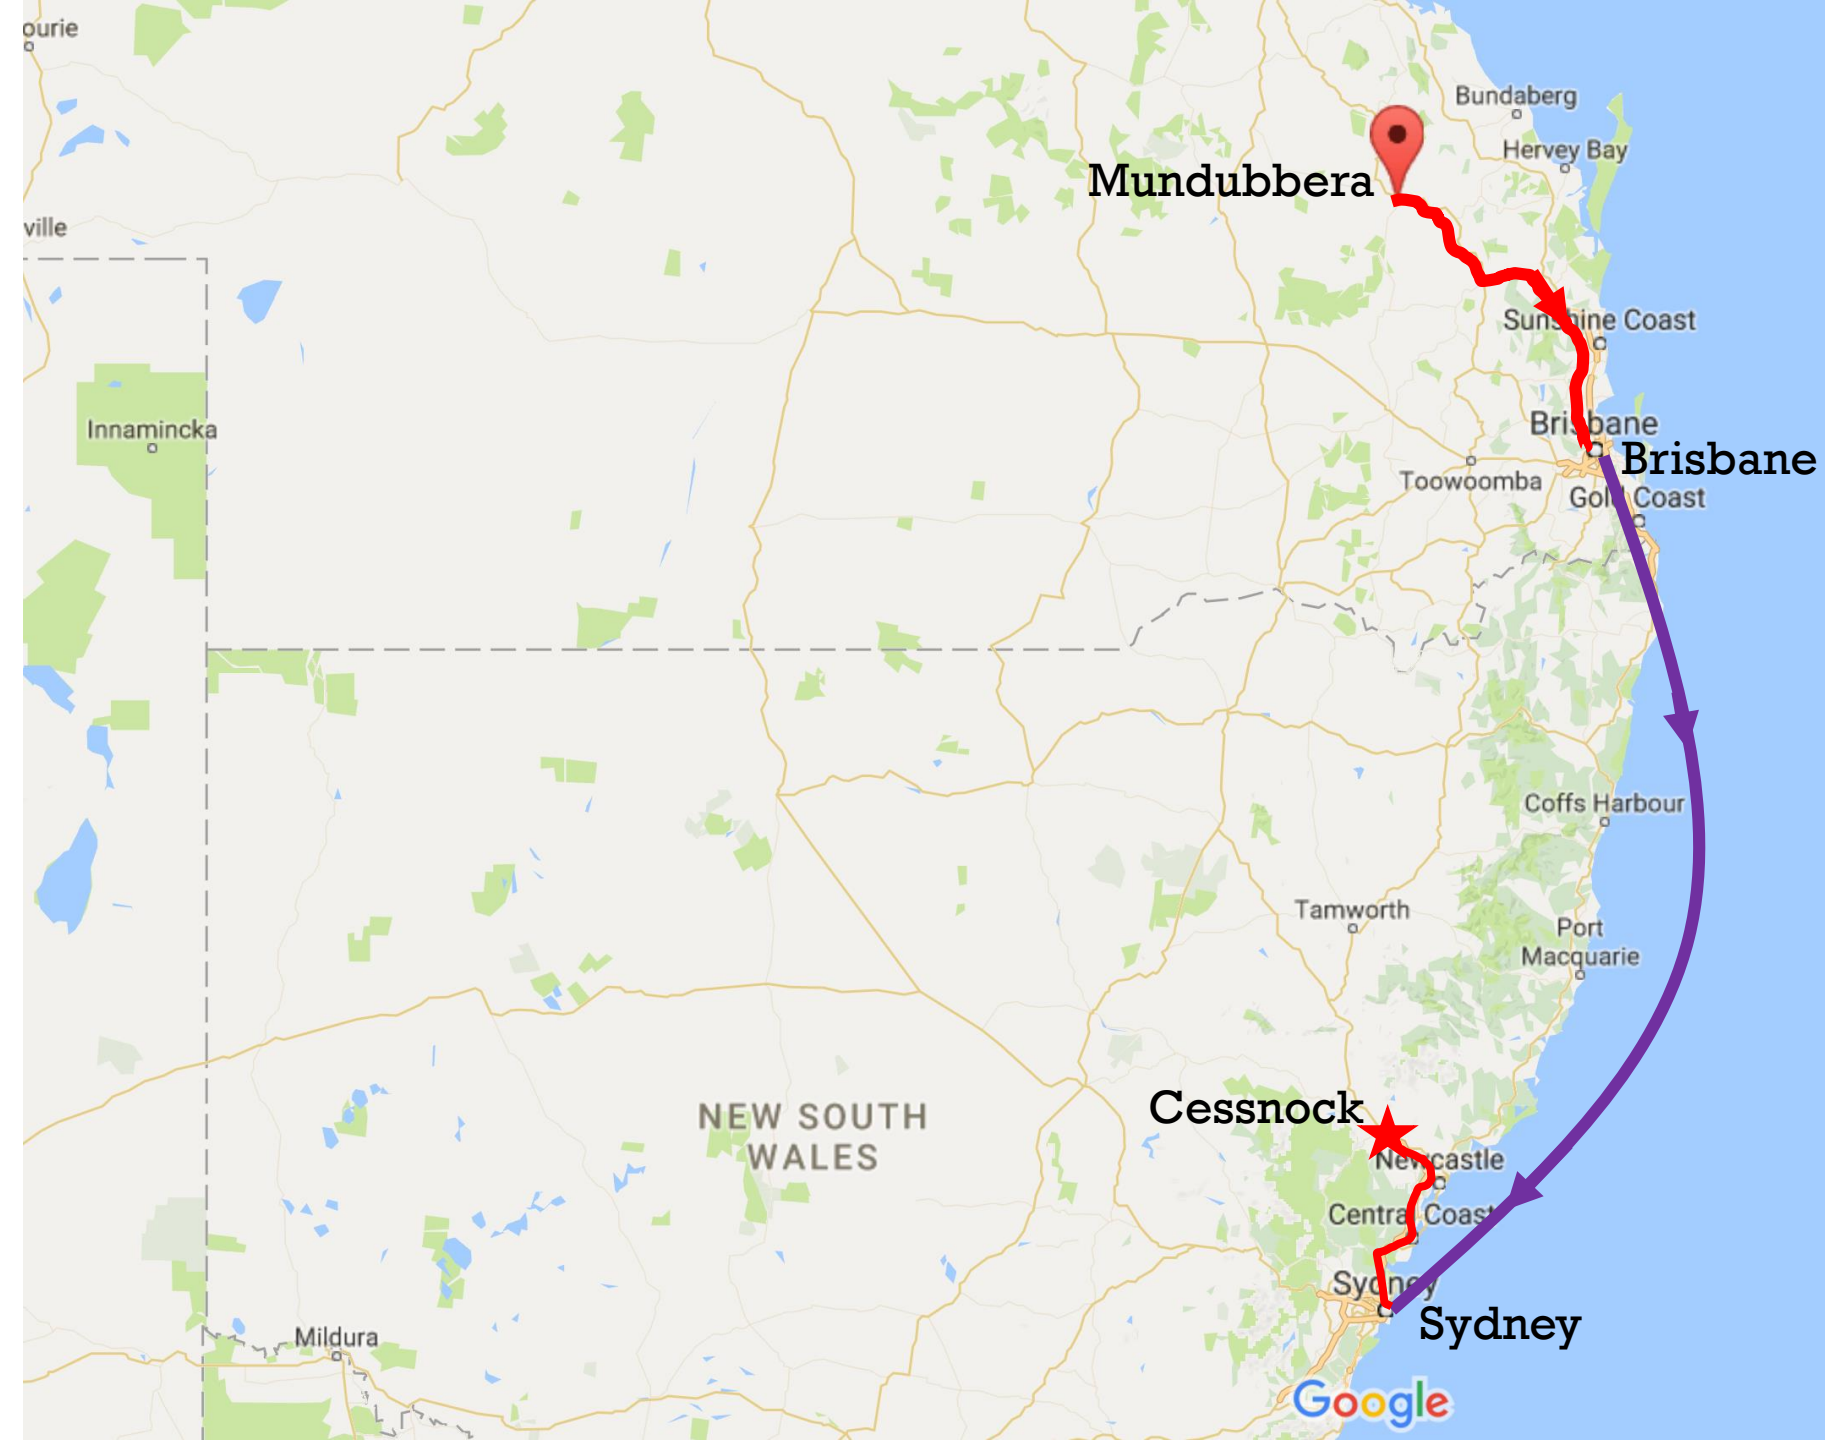 ourie
Bundaberg
Hervey Bay
Mundubbera
ville
Sunshine Coast
Innamincka
Brisbane
Brisbane
Toowoomba
Gold Coast
Coffs Harbour
Tamworth
Port
Macquarie
Cessnock
NEW SOUTH
WALES
Newcastle
Central Coast
Sydney
Sydney
Mildura
Google